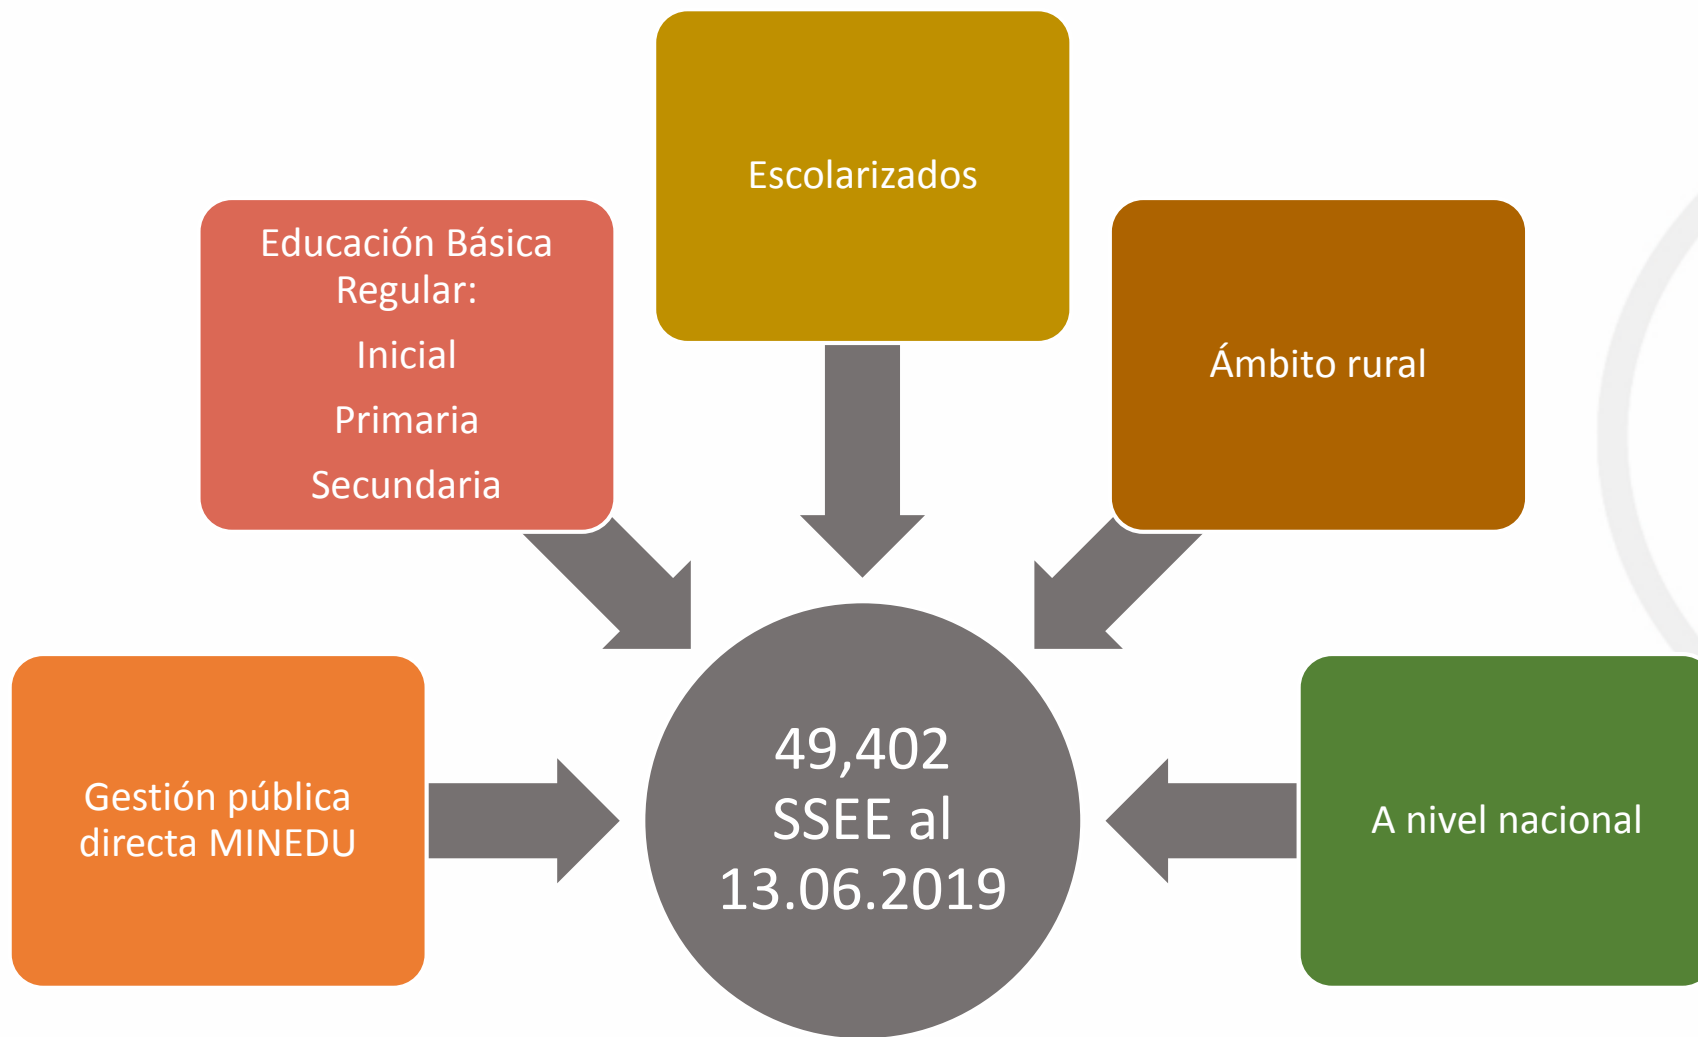 Escolarizados
Educación Básica
Regular:
Inicial
Primaria
Secundaria
Ámbito rural
Gestión pública
directa MINEDU
49,402
SSEE al
13.06.2019
A nivel nacional